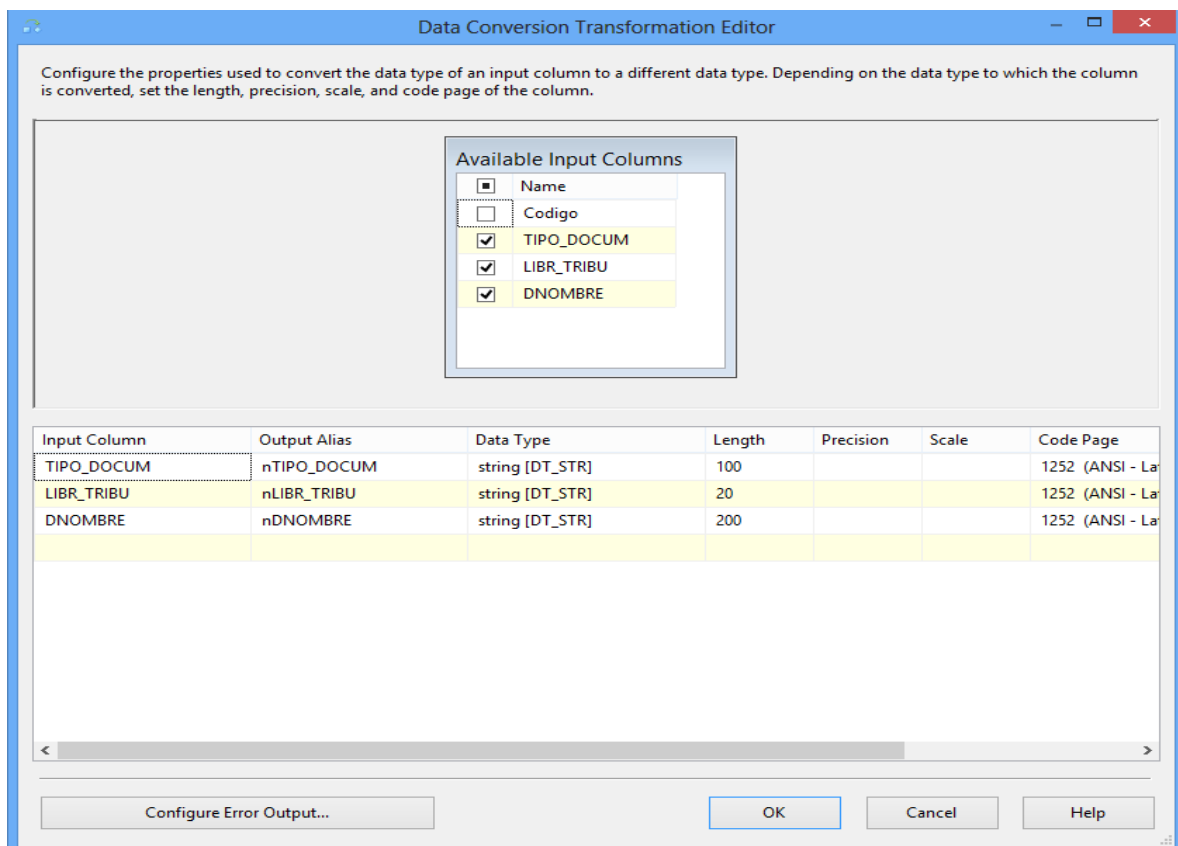 Data Conversion Transformation Editor
Configure the properties used to convert the data type of an input column to a different data type. Depending on the data type to which the column
is converted, set the length, precision, scale, and code page of the column.
Available Input Columns
Name
Codigo
TIPO_DOCUM
LIBR_TRIBU
DNOMBRE
Input Column Output Alias Data Type Length Precision Scale Code Page
TIPO_DOCUM nTIPO_DOCUM string [DT_STR] 100 1252 (ANSI - La
LIBR_TRIBU nLIBR_TRIBU string [DT_STR] 20 1252 (ANSI - La
DNOMBRE nDNOMBRE string [DT_STR] 200 1252 (ANSI - La
Configure Error Output... OK Cancel Help